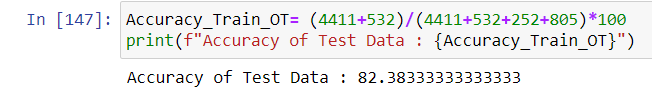 In [147]: Accuracy_Train_OT= (4411+532)/(4411+532+252+805)*100
print(f"Accuracy of Test Data : {Accuracy_Train_OT}")
Accuracy of Test Data : 82.38333333333333